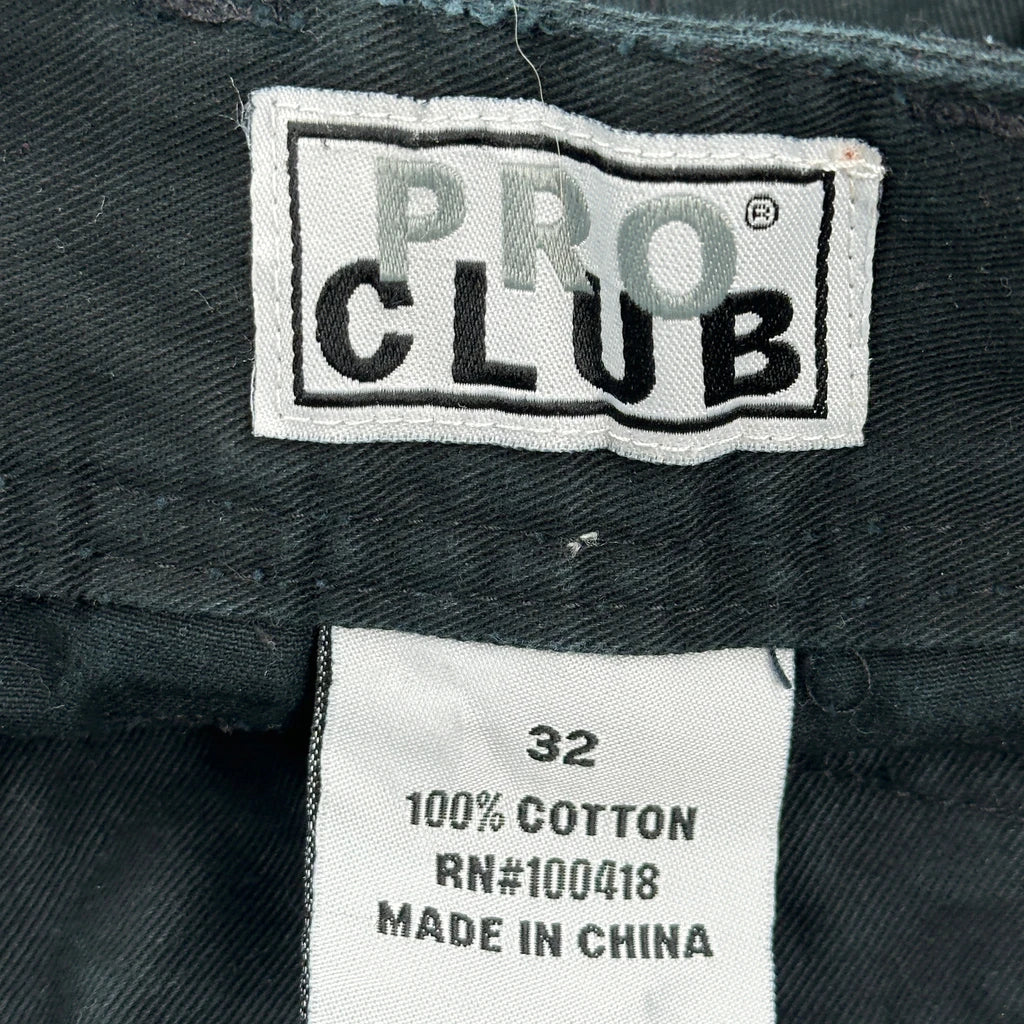 PRO®
CLUB
32
100% COTTON
RN#100418
MADE IN CHINA